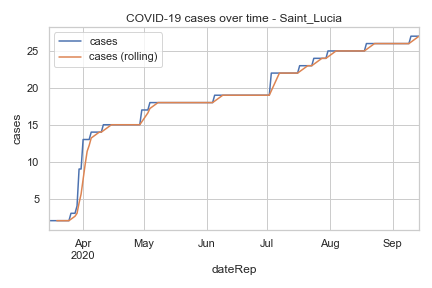 COVID-19 cases over time - Saint_Lucia
cases
cases (rolling)
cases
25
20
15
10
5
Apr May Jun Jul Aug Sep
2020
dateRep